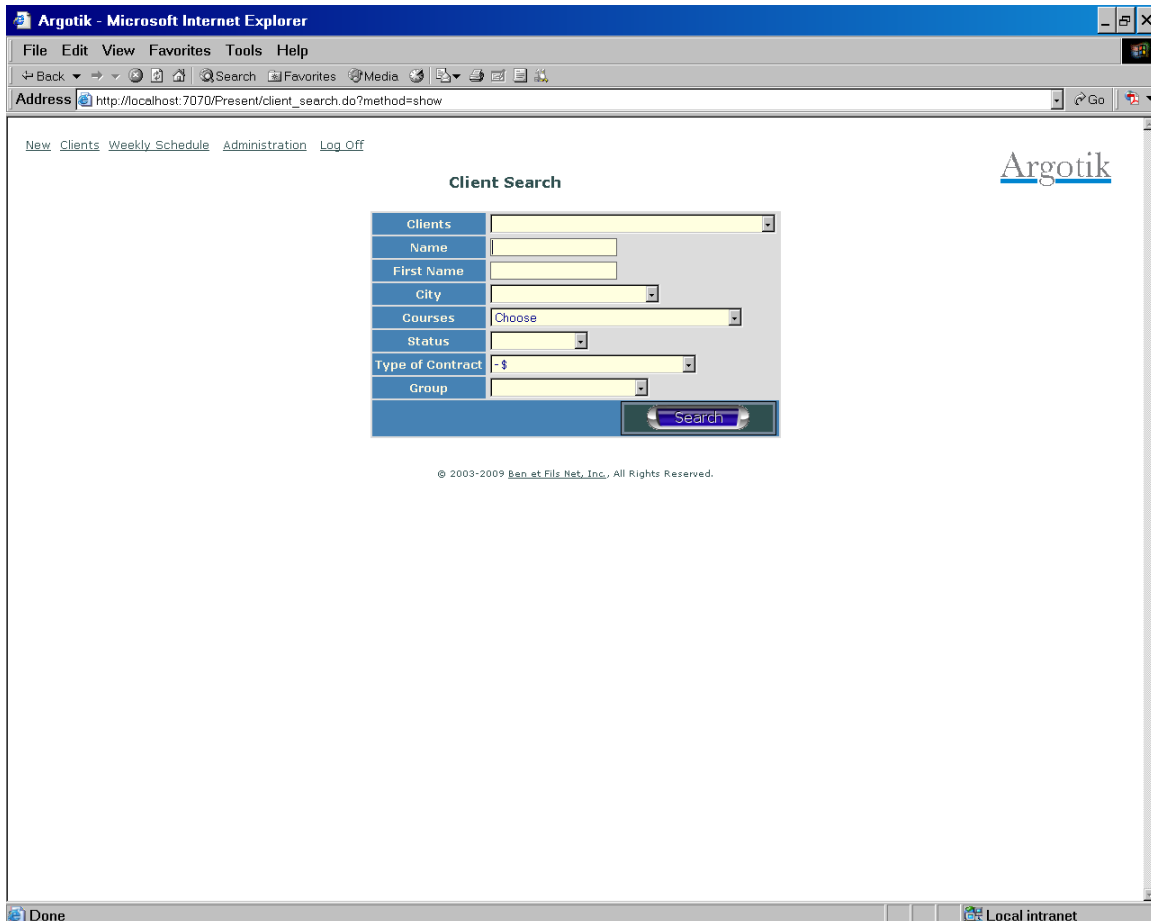 Argotik - Microsoft Internet Explorer
File Edit View Favorites Tools Help
Back Search Favorites Media
Address http://localhost:7070/Present/client_search.do?method=show Go
New Clients Weekly Schedule Administration Log Off
Argotik
Client Search
Clients
Name
First Name
City
Courses Choose
Status
Type of Contract -$
Group
Search
© 2003-2009 Ben et Fils Net, Inc., All Rights Reserved.
Done Local intranet